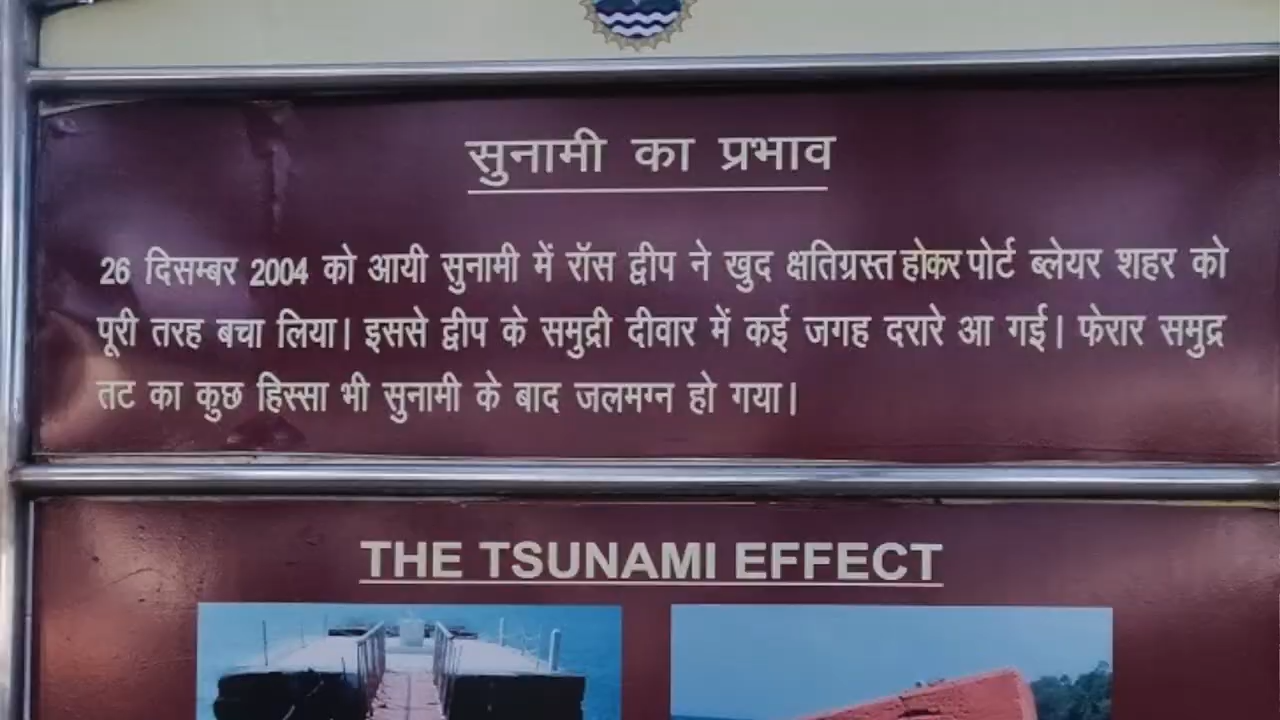 सुनामी का प्रभाव
26 दिसम्बर 2004 को आयी सुनामी में रॉस द्वीप ने खुद क्षतिग्रस्त होकर पोर्ट ब्लेयर शहर को
पूरी तरह बचा लिया। इससे द्वीप के समुद्री दीवार में कई जगह दरारे आ गई। फेरार समुद्र
तट का कुछ हिस्सा भी सुनामी के बाद जलमग्न हो गया।
THE TSUNAMI EFFECT